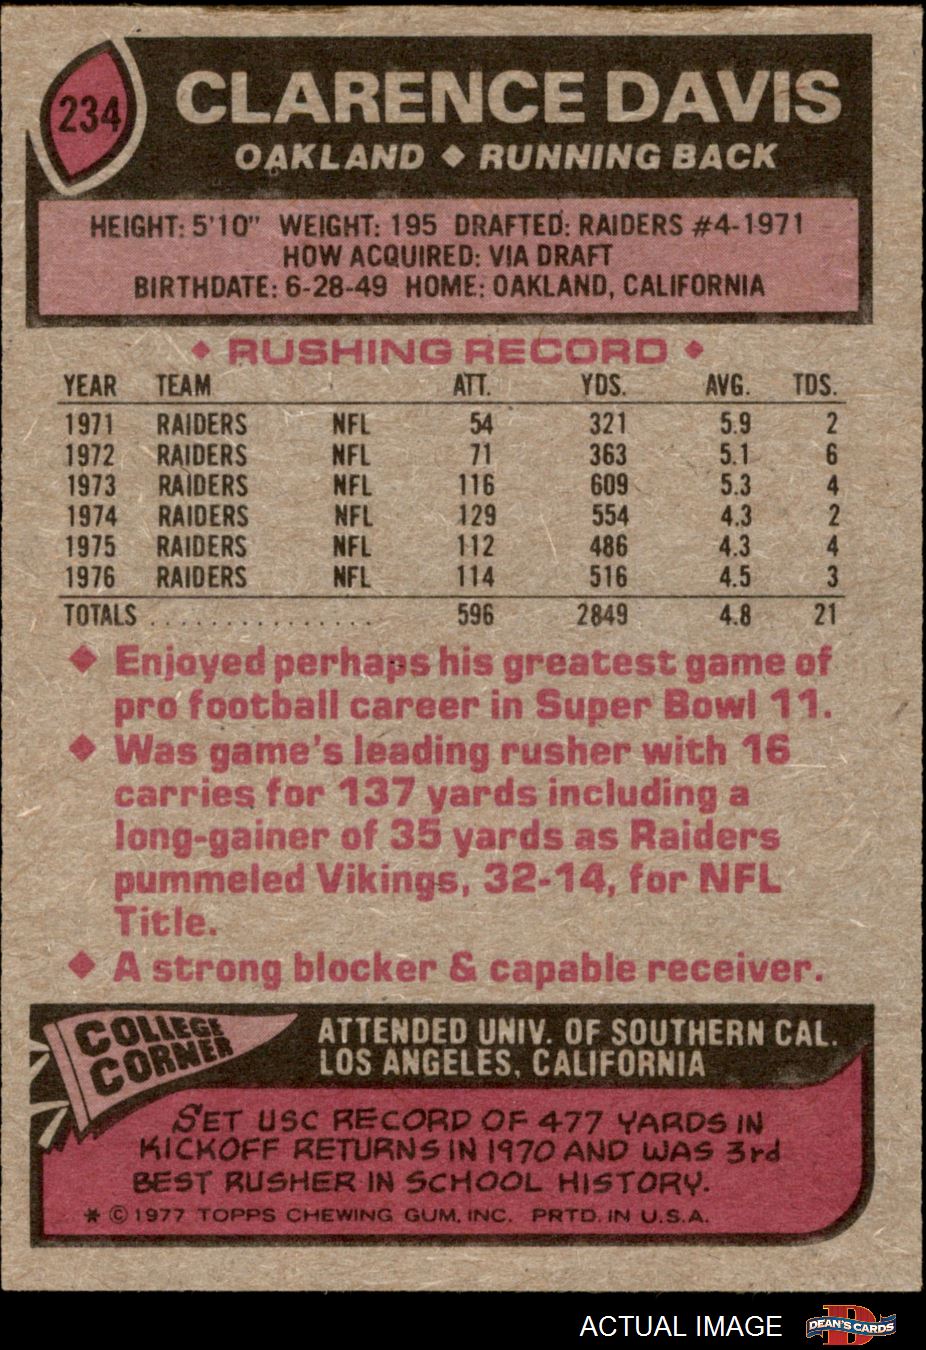 234
CLARENCE DAVIS
OAKLAND ◆ RUNNING BACK
HEIGHT: 5'10" WEIGHT: 195 DRAFTED: RAIDERS #4-1971
HOW ACQUIRED: VIA DRAFT
BIRTHDATE: 6-28-49 HOME: OAKLAND, CALIFORNIA
◆ RUSHING RECORD ◆
YEAR TEAM ATT. YDS. AVG. TDS.
1971 RAIDERS NFL 54 321 5.9 2
1972 RAIDERS NFL 71 363 5.1 6
1973 RAIDERS NFL 116 609 5.3 4
1974 RAIDERS NFL 129 554 4.3 2
1975 RAIDERS NFL 112 486 4.3 4
1976 RAIDERS NFL 114 516 4.5 3
TOTALS . . . . . . . . . . . . . . . 596 2849 4.8 21
◆ Enjoyed perhaps his greatest game of
pro football career in Super Bowl 11.
◆ Was game's leading rusher with 16
carries for 137 yards including a
long-gainer of 35 yards as Raiders
pummeled Vikings, 32-14, for NFL
Title.
◆ A strong blocker & capable receiver.
COLLEGE
CORNER
ATTENDED UNIV. OF SOUTHERN CAL.
LOS ANGELES, CALIFORNIA
SET USC RECORD OF 477 YARDS IN
KICKOFF RETURNS IN 1970 AND WAS 3rd
BEST RUSHER IN SCHOOL HISTORY.
* © 1977 TOPPS CHEWING GUM, INC. PRTD. IN U.S.A.
ACTUAL IMAGE
D
DEAN'S CARDS